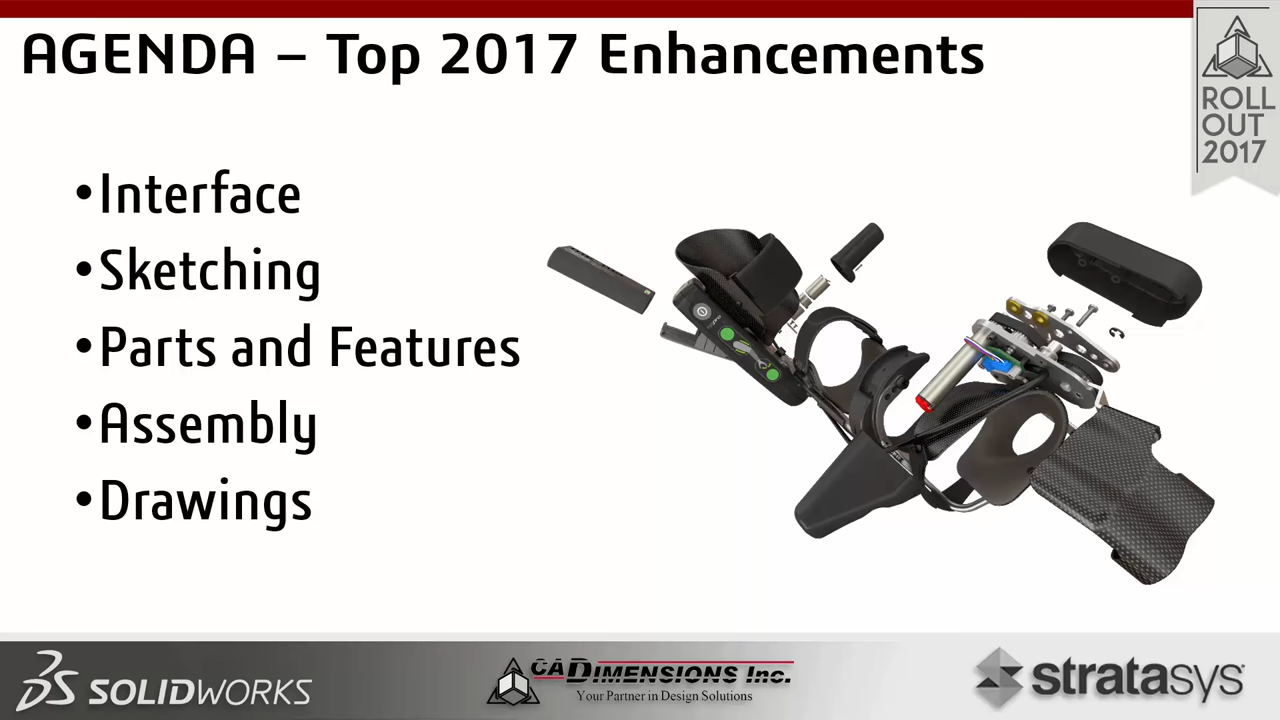 AGENDA – Top 2017 Enhancements
ROLL
OUT
2017
•Interface
•Sketching
•Parts and Features
•Assembly
•Drawings
SOLIDWORKS
CADIMENSIONS Inc.
Your Partner in Design Solutions
stratasys